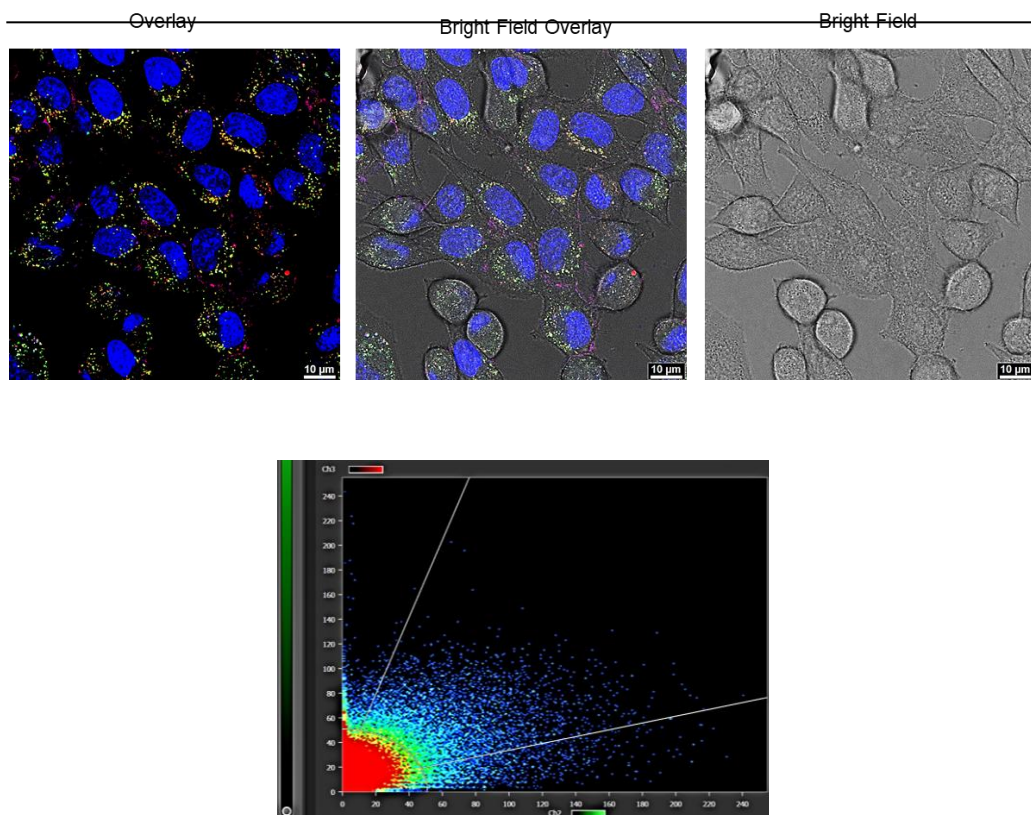 Overlay
Bright Field Overlay
Bright Field
10 µm
10 µm
10 µm
Ch3
240
220
200
180
160
140
120
100
80
60
40
20
0
0 20 40 60 80 100 120 140 160 180 200 220 240
Ch2